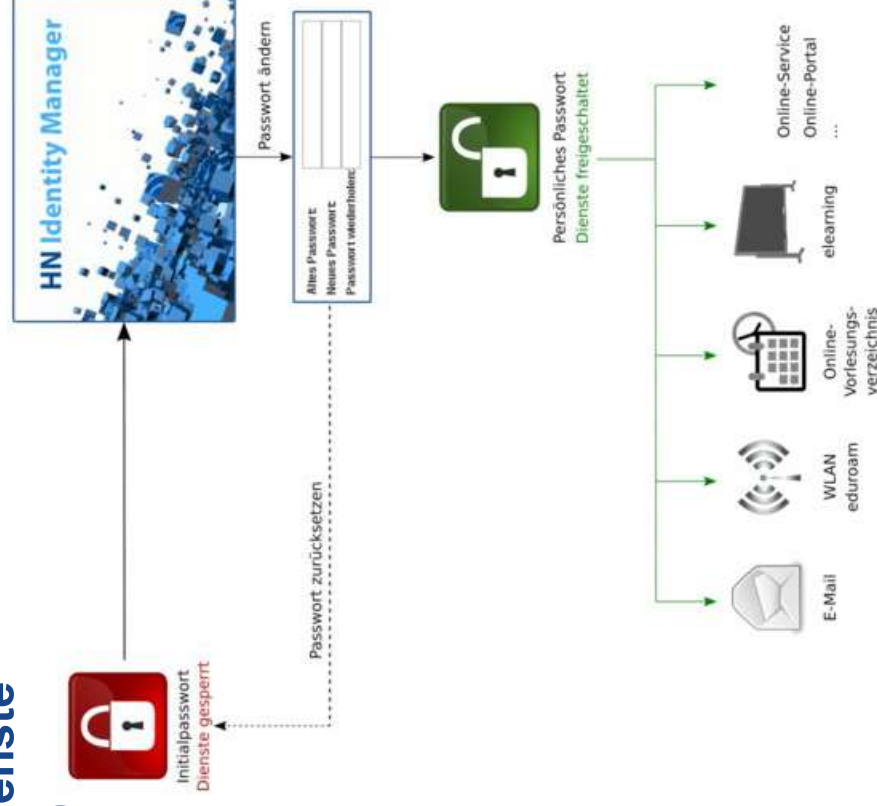 HN Identity Manager
Passwort ändern
Altes Passwort:
Neues Passwort:
Passwort wiederholen:
Passwort zurücksetzen
Initialpasswort
Dienste gesperrt
Persönliches Passwort
Dienste freigeschaltet
E-Mail
WLAN
eduroam
Online-
Vorlesungs-
verzeichnis
elearning
Online-Service
Online-Portal
...